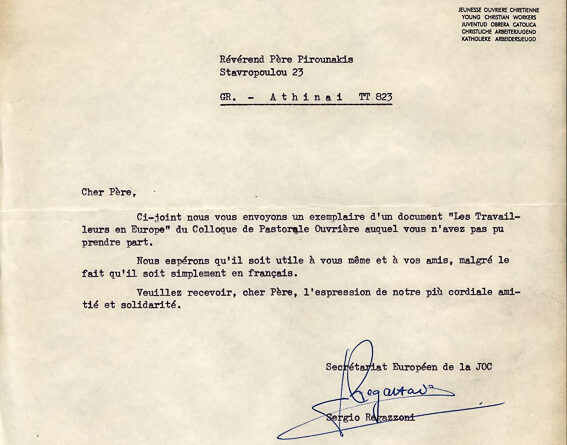 JEUNESSE OUVRIERE CHRETIENNE
YOUNG CHRISTIAN WORKERS
JUVENTUD OBRERA CATOLICA
CHRISTLICHE ARBEITERJUGEND
KATHOLIEKE ARBEIDERSJEUGD
Révérend Père Pirounakis
Stavropoulou 23
GR. - Athinai TT 823
Cher Père,
Ci-joint nous vous envoyons un exemplaire d'un document "Les Travail-
leurs en Europe" du Colloque de Pastorale Ouvrière auquel vous n'avez pas pu
prendre part.
Nous espérons qu'il soit utile à vous même et à vos amis, malgré le
fait qu'il soit simplement en français.
Veuillez recevoir, cher Père, l'espression de notre più cordiale ami-
tié et solidarité.
Secrétariat Européen de la JOC
Sergio Regazzoni